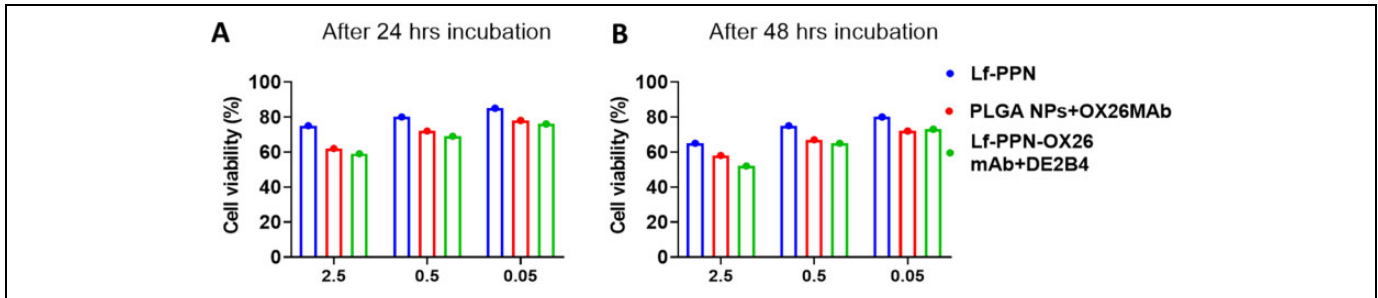 A After 24 hrs incubation
B After 48 hrs incubation
Cell viability (%)
100
80
60
40
20
0
2.5 0.5 0.05
Cell viability (%)
100
80
60
40
20
0
2.5 0.5 0.05
Lf-PPN
PLGA NPs+OX26MAb
Lf-PPN-OX26
mAb+DE2B4